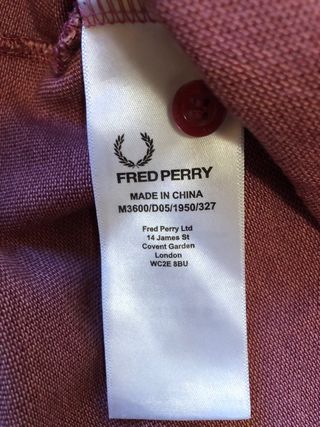 FRED PERRY
MADE IN CHINA
M3600/D05/1950/327
Fred Perry Ltd
14 James St
Covent Garden
London
WC2E 8BU